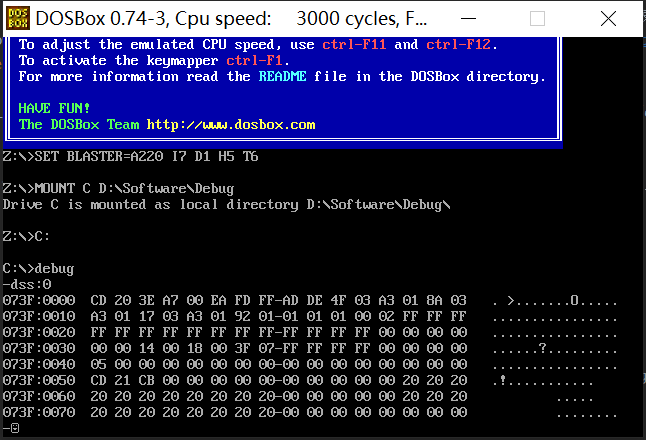 DOS BOX DOSBox 0.74-3, Cpu speed: 3000 cycles, F...
To adjust the emulated CPU speed, use ctrl-F11 and ctrl-F12.
To activate the keymapper ctrl-F1.
For more information read the README file in the DOSBox directory.
HAVE FUN!
The DOSBox Team http://www.dosbox.com
Z:\>SET BLASTER=A220 I7 D1 H5 T6
Z:\>MOUNT C D:\Software\Debug
Drive C is mounted as local directory D:\Software\Debug\
Z:\>C:
C:\>debug
-dss:0
073F:0000 CD 20 3E A7 00 EA FD FF-AD DE 4F 03 A3 01 8A 03 . >.......O.....
073F:0010 A3 01 17 03 A3 01 92 01-01 01 01 00 02 FF FF FF ................
073F:0020 FF FF FF FF FF FF FF FF-FF FF FF FF 00 00 00 00 ................
073F:0030 00 00 14 00 18 00 3F 07-FF FF FF FF 00 00 00 00 ......?.........
073F:0040 05 00 00 00 00 00 00 00-00 00 00 00 00 00 00 00 ................
073F:0050 CD 21 CB 00 00 00 00 00-00 00 00 00 00 20 20 20 .!...........
073F:0060 20 20 20 20 20 20 20 20-00 00 00 00 00 20 20 20 .....
073F:0070 20 20 20 20 20 20 20 20-00 00 00 00 00 00 00 00 ........
-